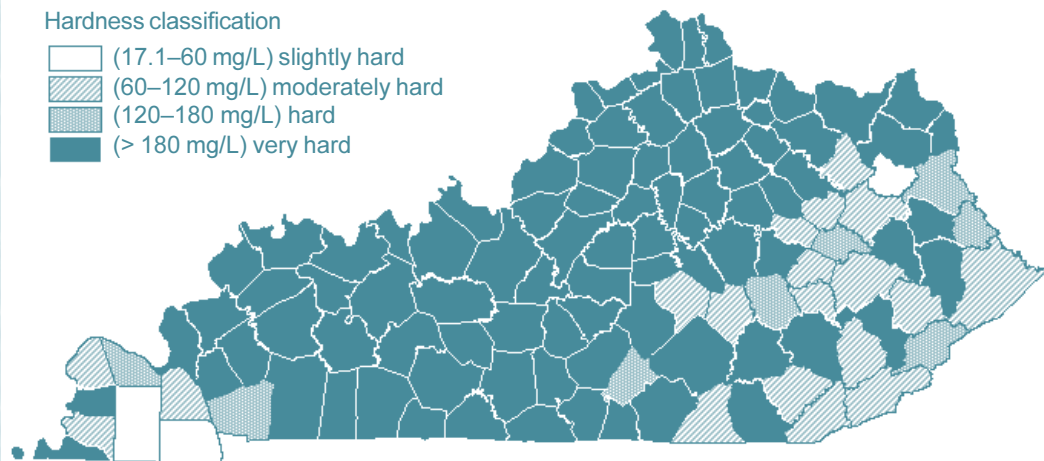 Hardness classification
(17.1–60 mg/L) slightly hard
(60–120 mg/L) moderately hard
(120–180 mg/L) hard
(> 180 mg/L) very hard